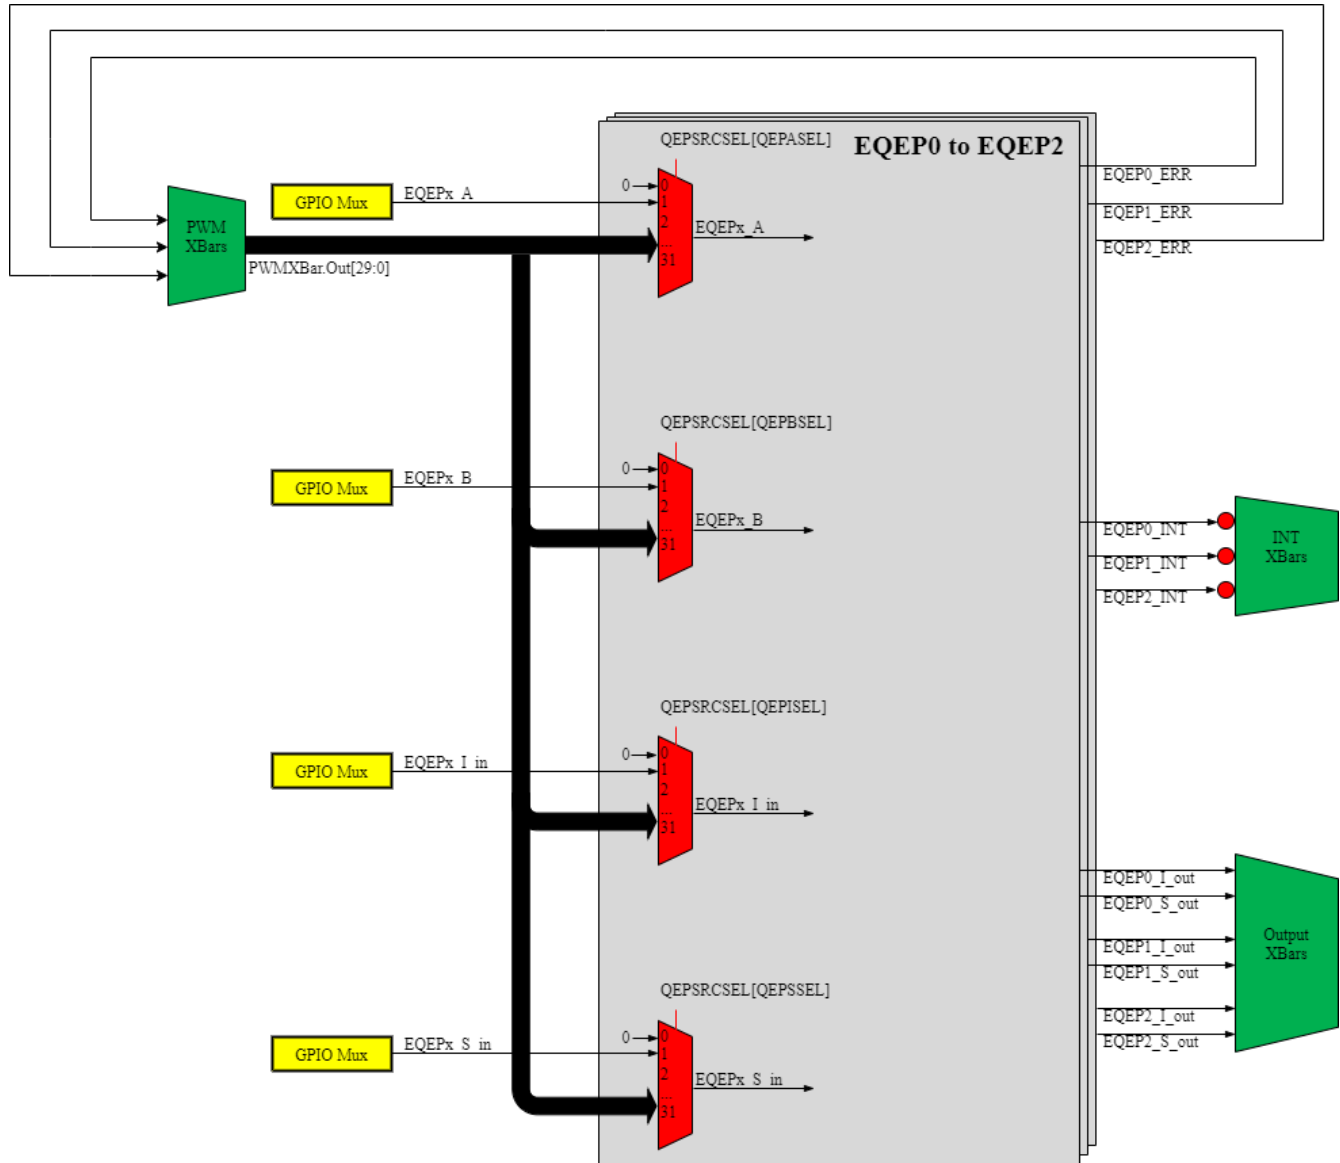 QEPSRCSEL[QEPASEL]
EQEP0 to EQEP2
EQEP0_ERR
EQEP1_ERR
EQEP2_ERR
GPIO Mux
EQEPx_A
0
0
1
2
...
31
EQEPx_A
PWM
XBars
PWMXBar.Out[29:0]
QEPSRCSEL[QEPBSEL]
GPIO Mux
EQEPx_B
0
0
1
2
...
31
EQEPx_B
EQEP0_INT
EQEP1_INT
EQEP2_INT
INT
XBars
QEPSRCSEL[QEPISEL]
GPIO Mux
EQEPx_I_in
0
0
1
2
...
31
EQEPx_I_in
EQEP0_I_out
EQEP0_S_out
EQEP1_I_out
EQEP1_S_out
EQEP2_I_out
EQEP2_S_out
Output
XBars
QEPSRCSEL[QEPSSEL]
GPIO Mux
EQEPx_S_in
0
0
1
2
...
31
EQEPx_S_in